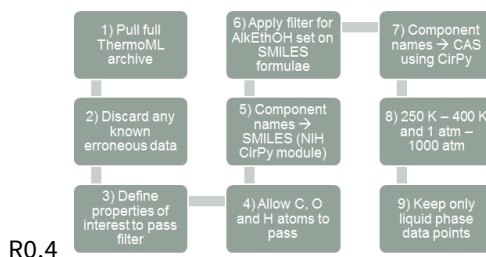 1) Pull full
ThermoML
archive
2) Discard any
known
erroneous data
3) Define
properties of
interest to pass
filter
4) Allow C, O
and H atoms to
pass
5) Component
names →
SMILES (NIH
CirPy module)
6) Apply filter for
AlkEthOH set on
SMILES
formulae
7) Component
names → CAS
using CirPy
8) 250 K – 400 K
and 1 atm –
1000 atm
9) Keep only
liquid phase
data points
R0.4